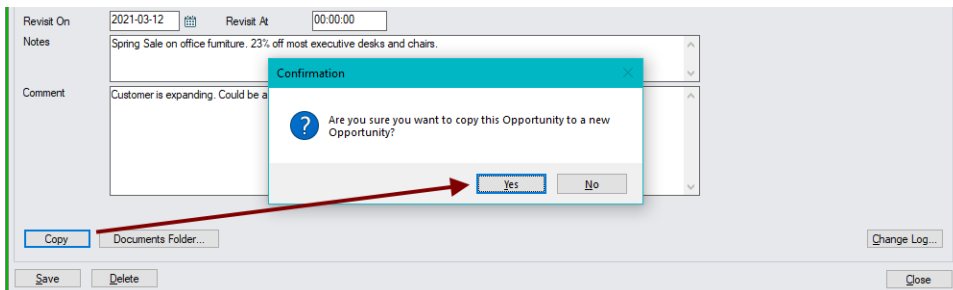 Revisit On 2021-03-12 Revisit At 00:00:00
Notes Spring Sale on office furniture. 23% off most executive desks and chairs.
Confirmation
Comment Customer is expanding. Could be a
Are you sure you want to copy this Opportunity to a new
Opportunity?
Yes No
Copy Documents Folder... Change Log...
Save Delete Close